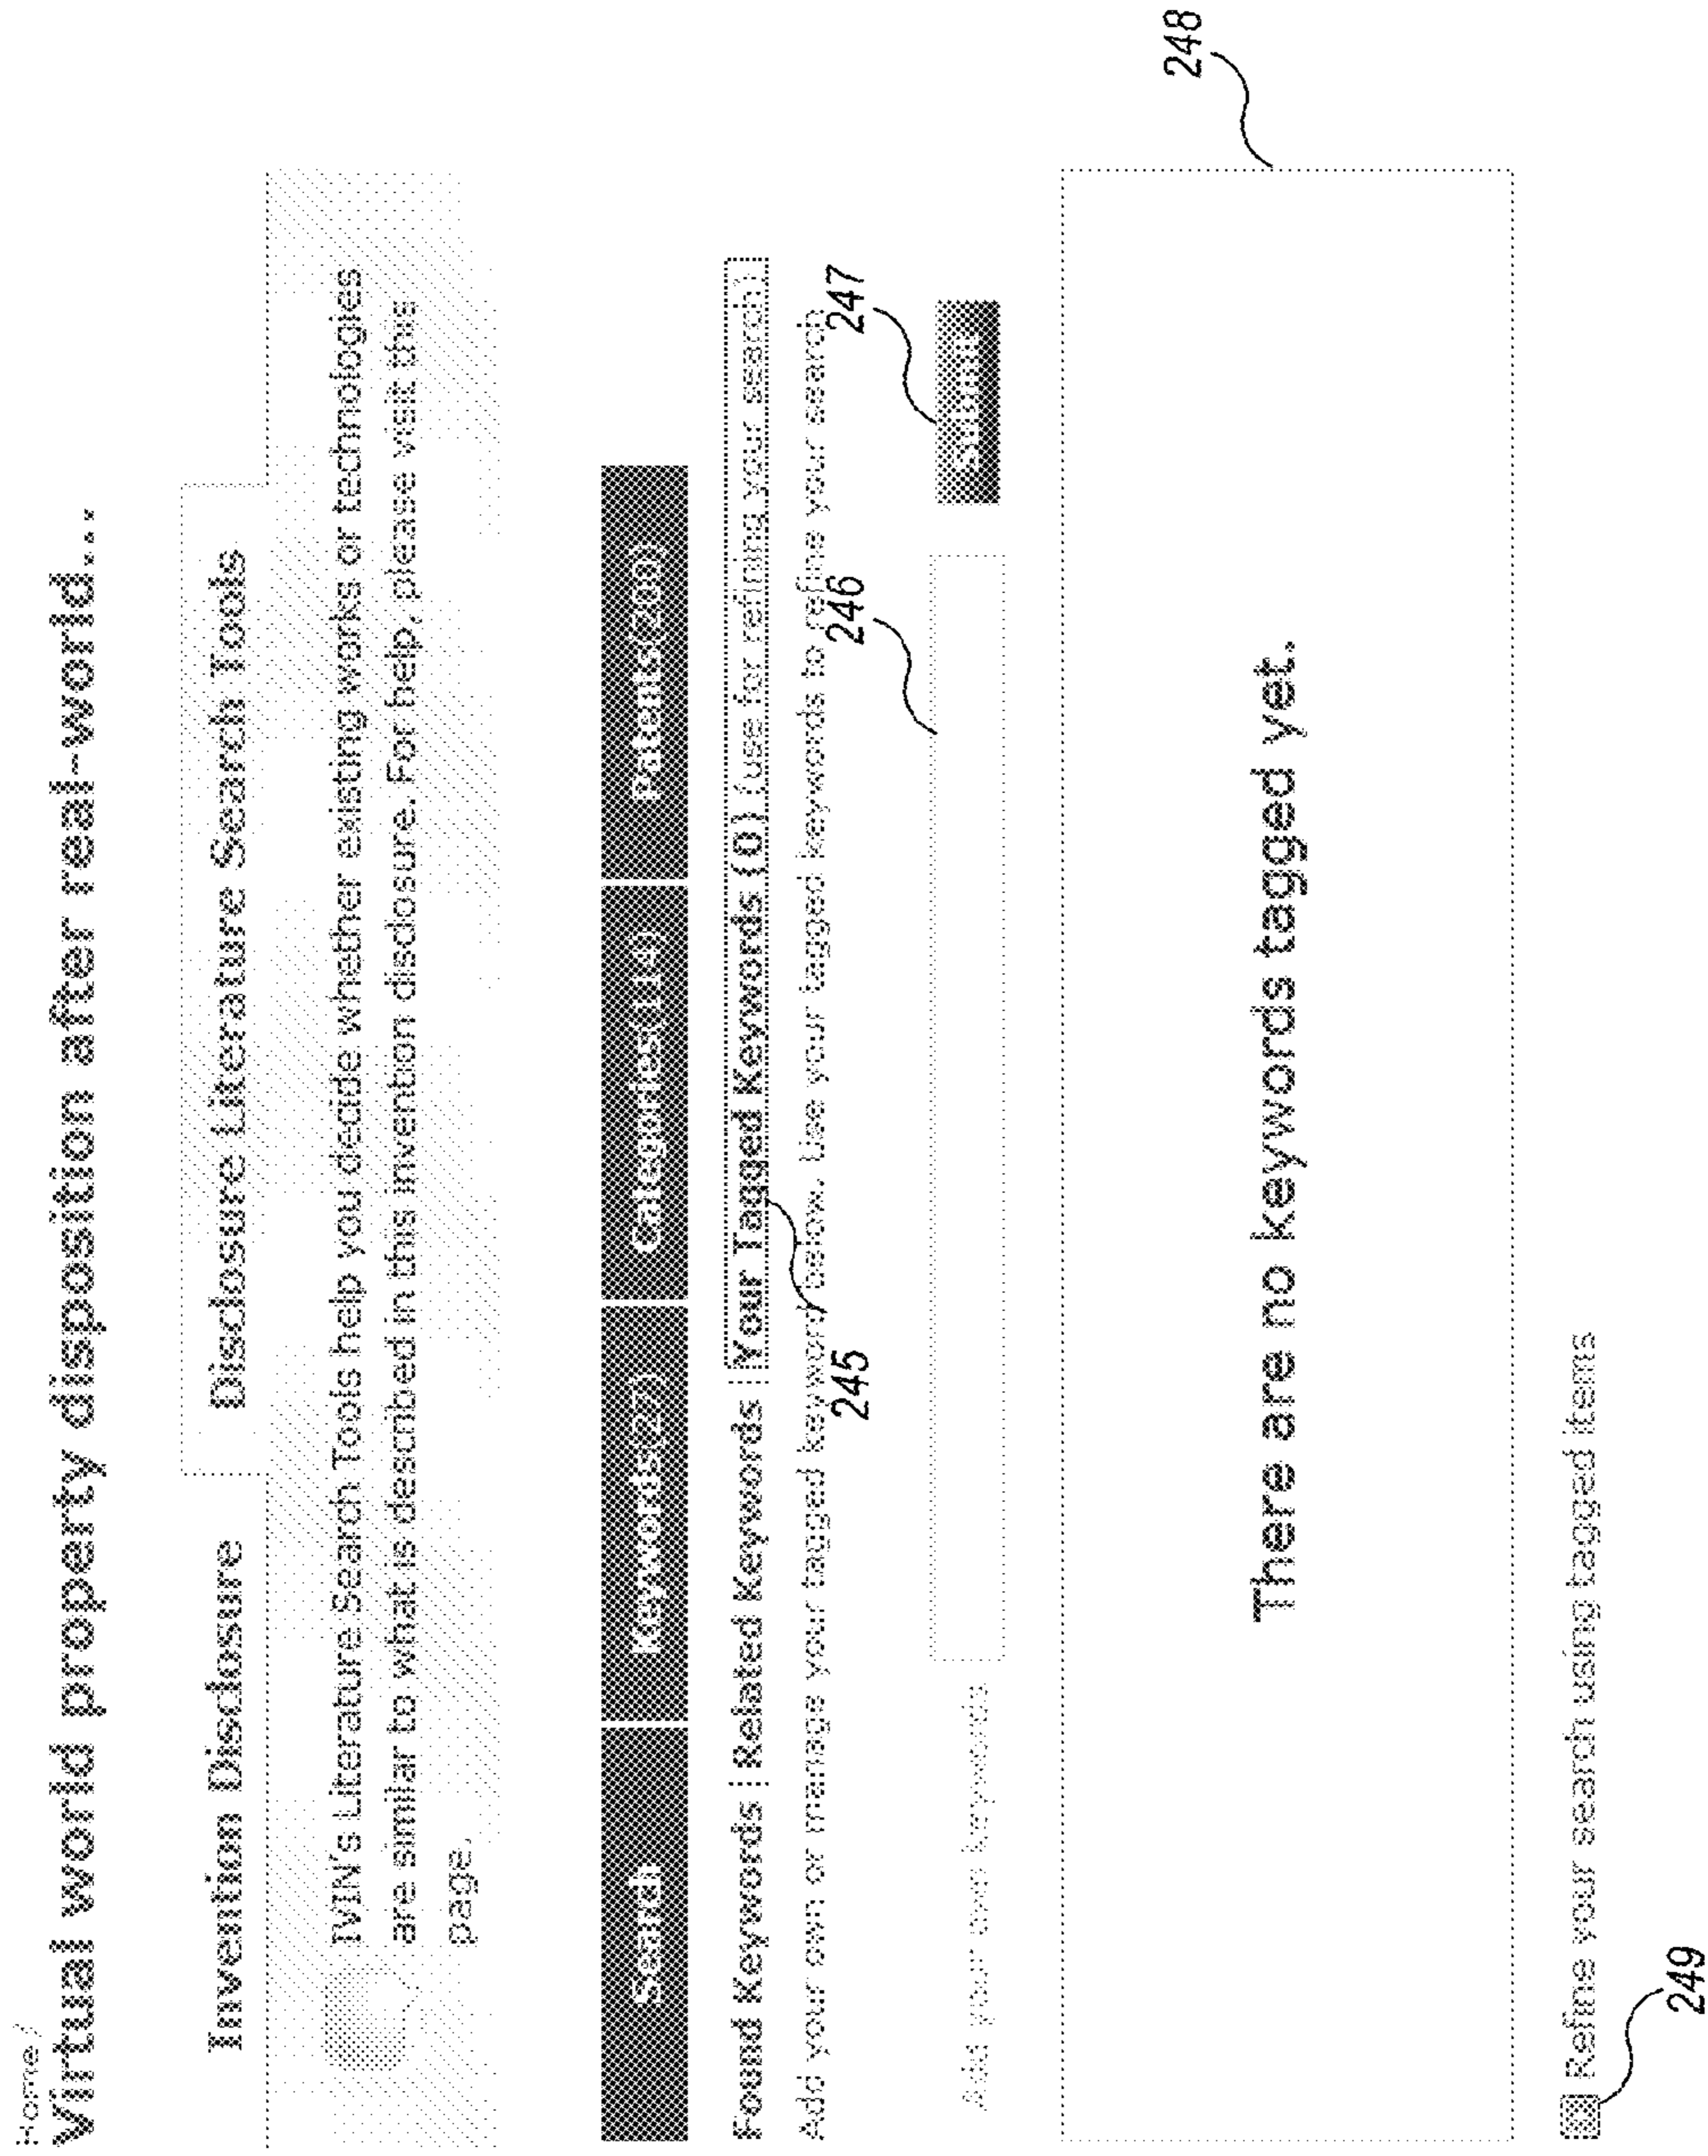 Home /
Virtual world property disposition after real-world...
Invention Disclosure
Disclosure Literature Search Tools
IVIN's Literature Search Tools help you decide whether existing works or technologies
are similar to what is described in this invention disclosure. For help, please visit this
page.
Search
Keywords(27)
Categories(114)
Patents(200)
Found Keywords | Related Keywords | Your Tagged Keywords (0) (use for refining your search)
245
Add your own or manage your tagged keyword below. Use your tagged keywords to refine your search
246
247
Add your own keywords
Submit
248
There are no keywords tagged yet.
Refine your search using tagged items
249